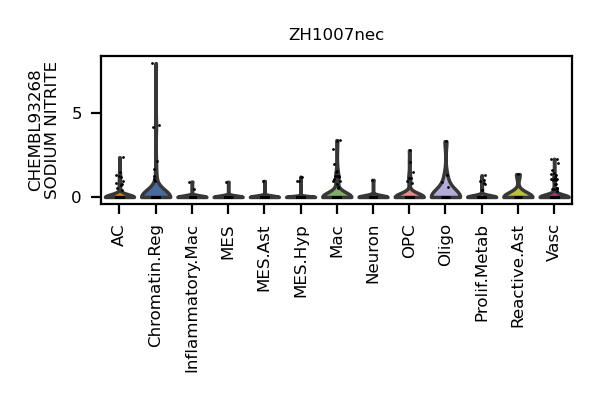 ZH1007nec
CHEMBL93268
SODIUM NITRITE
5
0
AC
Chromatin.Reg
Inflammatory.Mac
MES
MES.Ast
MES.Hyp
Mac
Neuron
OPC
Oligo
Prolif.Metab
Reactive.Ast
Vasc